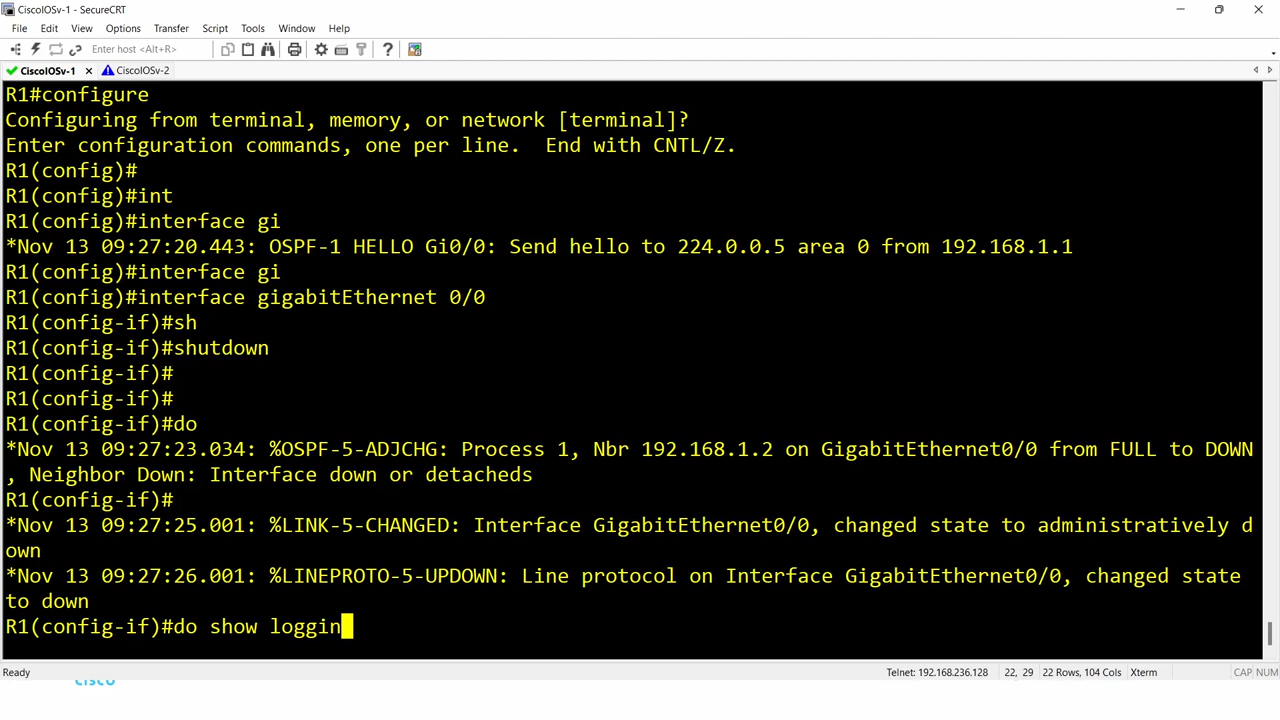 CiscoIOSv-1 - SecureCRT
File Edit View Options Transfer Script Tools Window Help
Enter host <Alt+R>
CiscoIOSv-1 CiscoIOSv-2
R1#configure
Configuring from terminal, memory, or network [terminal]?
Enter configuration commands, one per line.  End with CNTL/Z.
R1(config)#
R1(config)#int
R1(config)#interface gi
*Nov 13 09:27:20.443: OSPF-1 HELLO Gi0/0: Send hello to 224.0.0.5 area 0 from 192.168.1.1
R1(config)#interface gi
R1(config)#interface gigabitEthernet 0/0
R1(config-if)#sh
R1(config-if)#shutdown
R1(config-if)#
R1(config-if)#
R1(config-if)#do
*Nov 13 09:27:23.034: %OSPF-5-ADJCHG: Process 1, Nbr 192.168.1.2 on GigabitEthernet0/0 from FULL to DOWN
, Neighbor Down: Interface down or detacheds
R1(config-if)#
*Nov 13 09:27:25.001: %LINK-5-CHANGED: Interface GigabitEthernet0/0, changed state to administratively d
own
*Nov 13 09:27:26.001: %LINEPROTO-5-UPDOWN: Line protocol on Interface GigabitEthernet0/0, changed state
to down
R1(config-if)#do show loggin
Ready Telnet: 192.168.236.128 22, 29 22 Rows, 104 Cols Xterm CAP NUM
cisco